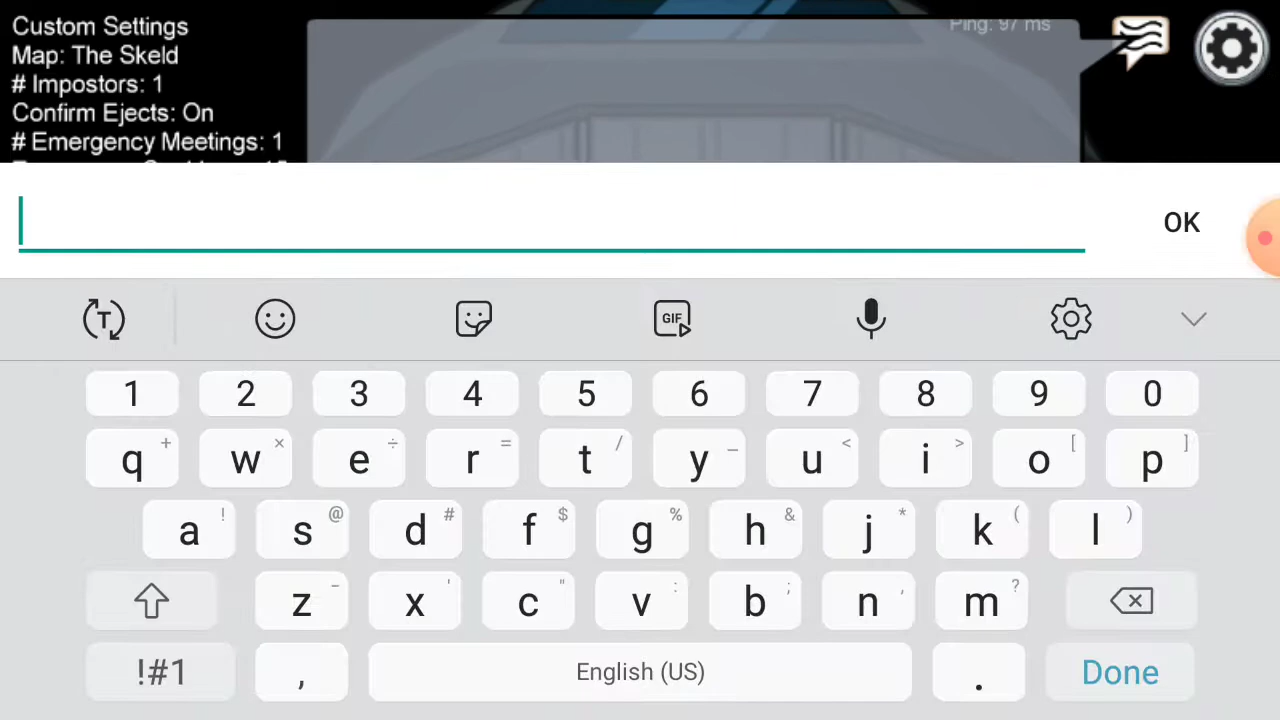 Custom Settings
Ping: 97 ms
Map: The Skeld
# Impostors: 1
Confirm Ejects: On
# Emergency Meetings: 1
OK
T GIF
1 2 3 4 5 6 7 8 9 0
q + w × e ÷ r = t / y _ u < i > o [ p ]
a ! s @ d # f $ g % h & j * k ( l )
z - x ' c " v : b ; n , m ?
!#1 , English (US) . Done